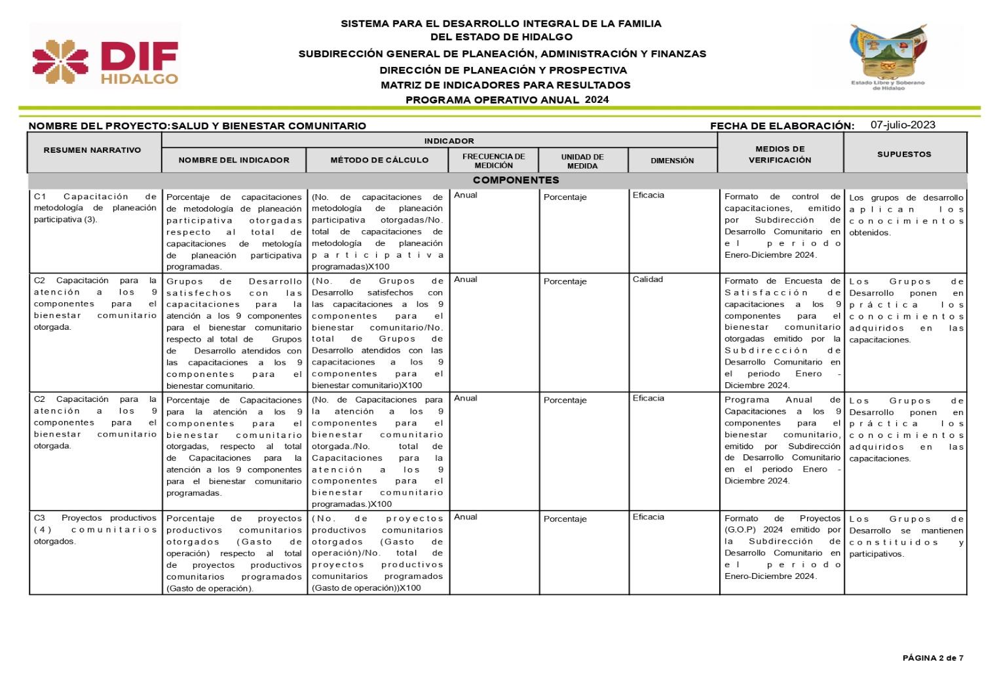 DIF
HIDALGO
SISTEMA PARA EL DESARROLLO INTEGRAL DE LA FAMILIA
DEL ESTADO DE HIDALGO
SUBDIRECCIÓN GENERAL DE PLANEACIÓN, ADMINISTRACIÓN Y FINANZAS
DIRECCIÓN DE PLANEACIÓN Y PROSPECTIVA
MATRIZ DE INDICADORES PARA RESULTADOS
PROGRAMA OPERATIVO ANUAL 2024
Estado Libre y Soberano
de Hidalgo
NOMBRE DEL PROYECTO:SALUD Y BIENESTAR COMUNITARIO
FECHA DE ELABORACIÓN: 07-julio-2023
RESUMEN NARRATIVO
INDICADOR
NOMBRE DEL INDICADOR
MÉTODO DE CÁLCULO
FRECUENCIA DE
MEDICIÓN
UNIDAD DE
MEDIDA
DIMENSIÓN
MEDIOS DE
VERIFICACIÓN
SUPUESTOS
COMPONENTES
C1 Capacitación de
metodología de planeación
participativa (3).
Porcentaje de capacitaciones
de metodología de planeación
participativa otorgadas
respecto al total de
capacitaciones de metología
de planeación participativa
programadas.
(No. de capacitaciones de
metodología de planeación
participativa otorgadas/No.
total de capacitaciones de
metodología de planeación
participativa
programadas)X100
Anual
Porcentaje
Eficacia
Formato de control de
capacitaciones, emitido
por Subdirección de
Desarrollo Comunitario en
el periodo
Enero-Diciembre 2024.
Los grupos de desarrollo
aplican los
conocimientos
obtenidos.
C2 Capacitación para la
atención a los 9
componentes para el
bienestar comunitario
otorgada.
Grupos de Desarrollo
satisfechos con las
capacitaciones para la
atención a los 9 componentes
para el bienestar comunitario
respecto al total de Grupos
de Desarrollo atendidos con
las capacitaciones a los 9
componentes para el
bienestar comunitario.
(No. de Grupos de
Desarrollo satisfechos con
las capacitaciones a los 9
componentes para el
bienestar comunitario/No.
total de Grupos de
Desarrollo atendidos con las
capacitaciones a los 9
componentes para el
bienestar comunitario)X100
Anual
Porcentaje
Calidad
Formato de Encuesta de
Satisfacción de
capacitaciones a los 9
componentes para el
bienestar comunitario
otorgadas emitido por la
Subdirección de
Desarrollo Comunitario en
el periodo Enero -
Diciembre 2024.
Los Grupos de
Desarrollo ponen en
práctica los
conocimientos
adquiridos en las
capacitaciones.
C2 Capacitación para la
atención a los 9
componentes para el
bienestar comunitario
otorgada.
Porcentaje de Capacitaciones
para la atención a los 9
componentes para el
bienestar comunitario
otorgadas, respecto al total
de Capacitaciones para la
atención a los 9 componentes
para el bienestar comunitario
programadas.
(No. de Capacitaciones para
la atención a los 9
componentes para el
bienestar comunitario
otorgada./No. total de
Capacitaciones para la
atención a los 9
componentes para el
bienestar comunitario
programadas.)X100
Anual
Porcentaje
Eficacia
Programa Anual de
Capacitaciones a los 9
componentes para el
bienestar comunitario,
emitido por Subdirección
de Desarrollo Comunitario
en el periodo Enero -
Diciembre 2024.
Los Grupos de
Desarrollo ponen en
práctica los
conocimientos
adquiridos en las
capacitaciones.
C3 Proyectos productivos
(4) comunitarios
otorgados.
Porcentaje de proyectos
productivos comunitarios
otorgados (Gasto de
operación) respecto al total
de proyectos productivos
comunitarios programados
(Gasto de operación).
(No. de proyectos
productivos comunitarios
otorgados (Gasto de
operación)/No. total de
proyectos productivos
comunitarios programados
(Gasto de operación))X100
Anual
Porcentaje
Eficacia
Formato de Proyectos
(G.O.P) 2024 emitido por
la Subdirección de
Desarrollo Comunitario en
el periodo
Enero-Diciembre 2024.
Los Grupos de
Desarrollo se mantienen
constituidos y
participativos.
PÁGINA 2 de 7